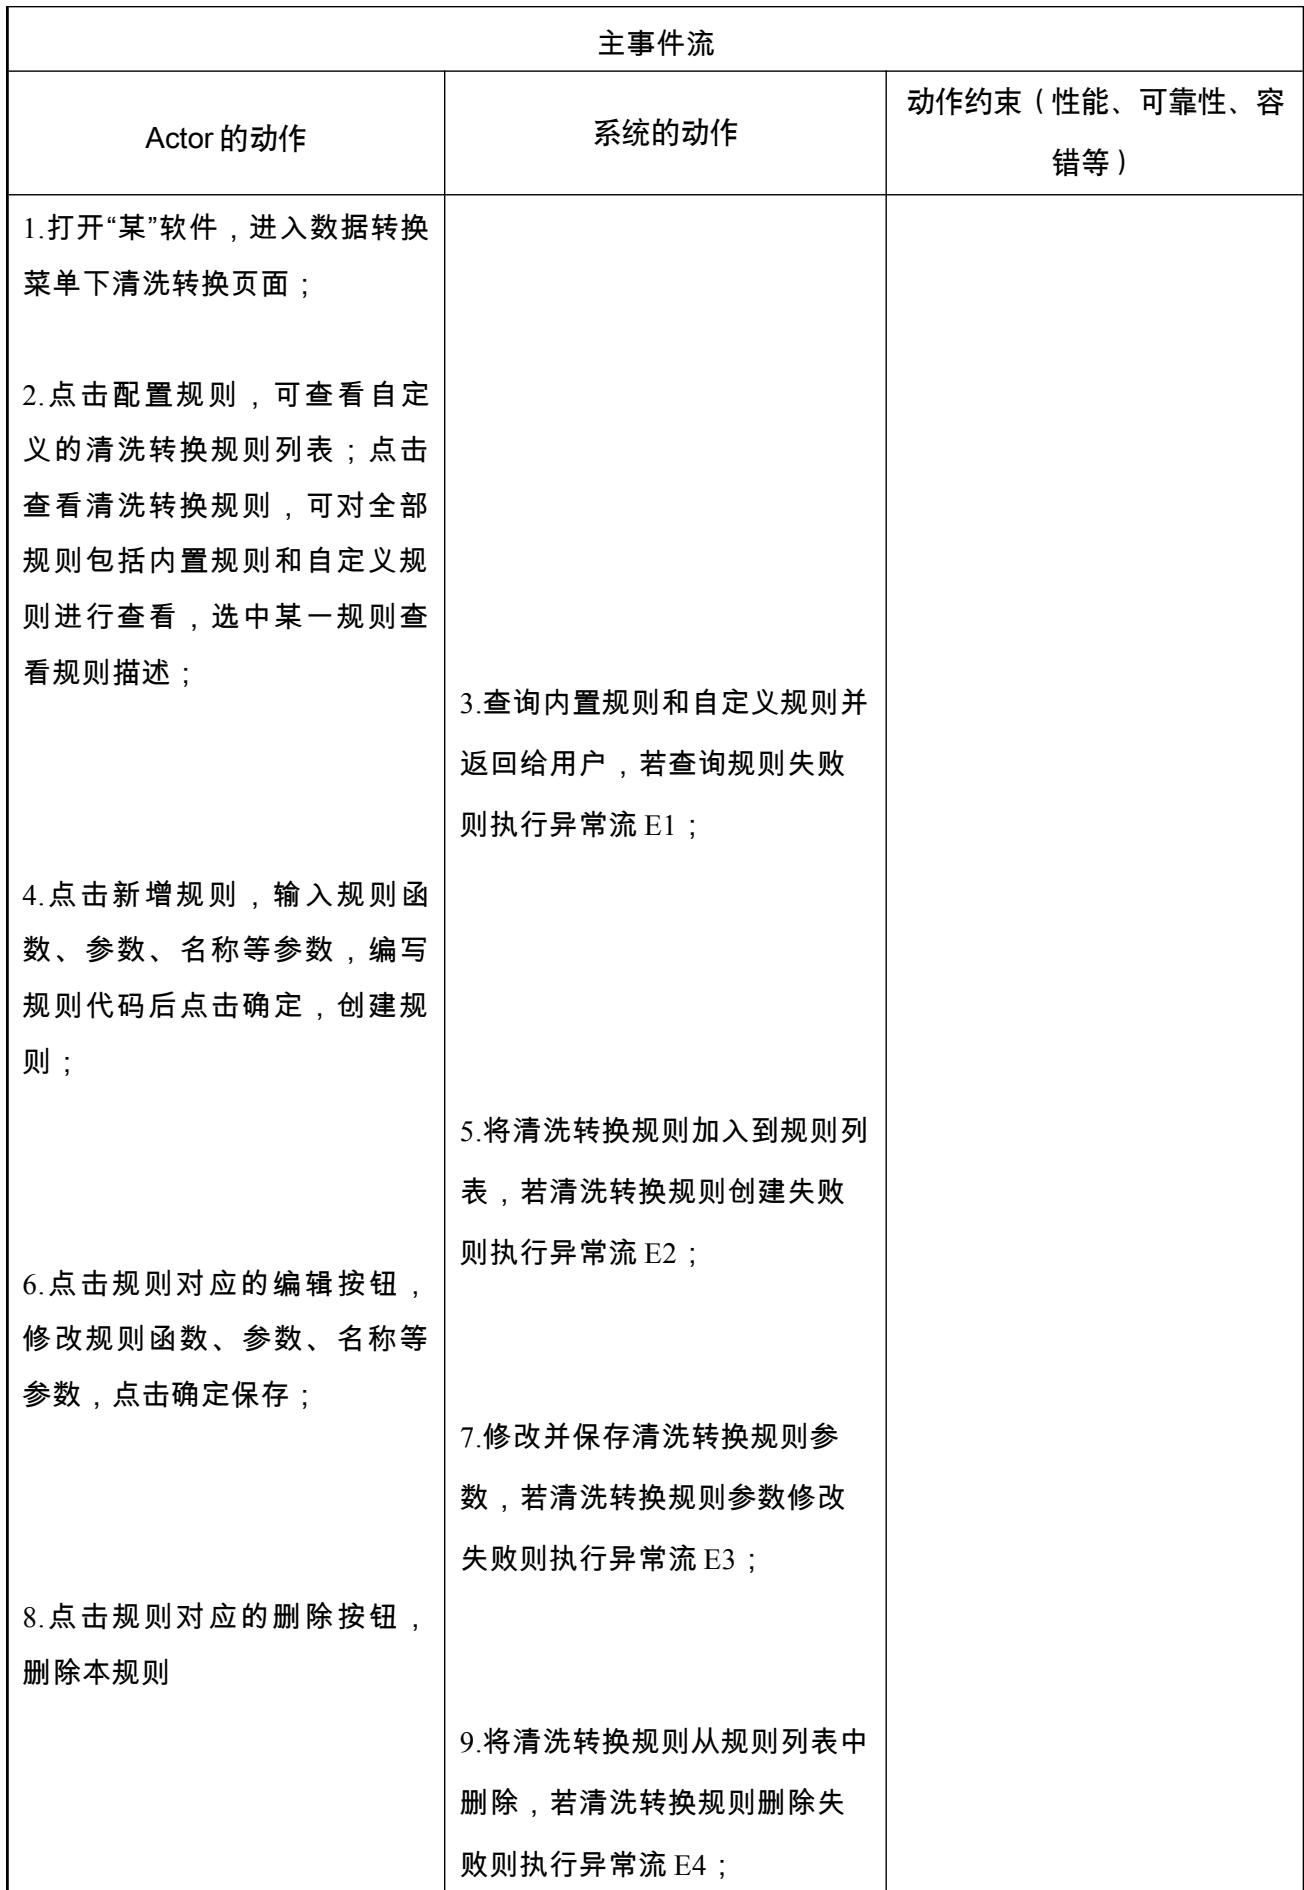 主事件流
Actor 的动作
系统的动作
动作约束（性能、可靠性、容
错等）
1.打开“某”软件，进入数据转换
菜单下清洗转换页面；
2.点击配置规则，可查看自定
义的清洗转换规则列表；点击
查看清洗转换规则，可对全部
规则包括内置规则和自定义规
则进行查看，选中某一规则查
看规则描述；
3.查询内置规则和自定义规则并
返回给用户，若查询规则失败
则执行异常流 E1；
4.点击新增规则，输入规则函
数、参数、名称等参数，编写
规则代码后点击确定，创建规
则；
5.将清洗转换规则加入到规则列
表，若清洗转换规则创建失败
则执行异常流 E2；
6.点击规则对应的编辑按钮，
修改规则函数、参数、名称等
参数，点击确定保存；
7.修改并保存清洗转换规则参
数，若清洗转换规则参数修改
失败则执行异常流 E3；
8.点击规则对应的删除按钮，
删除本规则
9.将清洗转换规则从规则列表中
删除，若清洗转换规则删除失
败则执行异常流 E4；